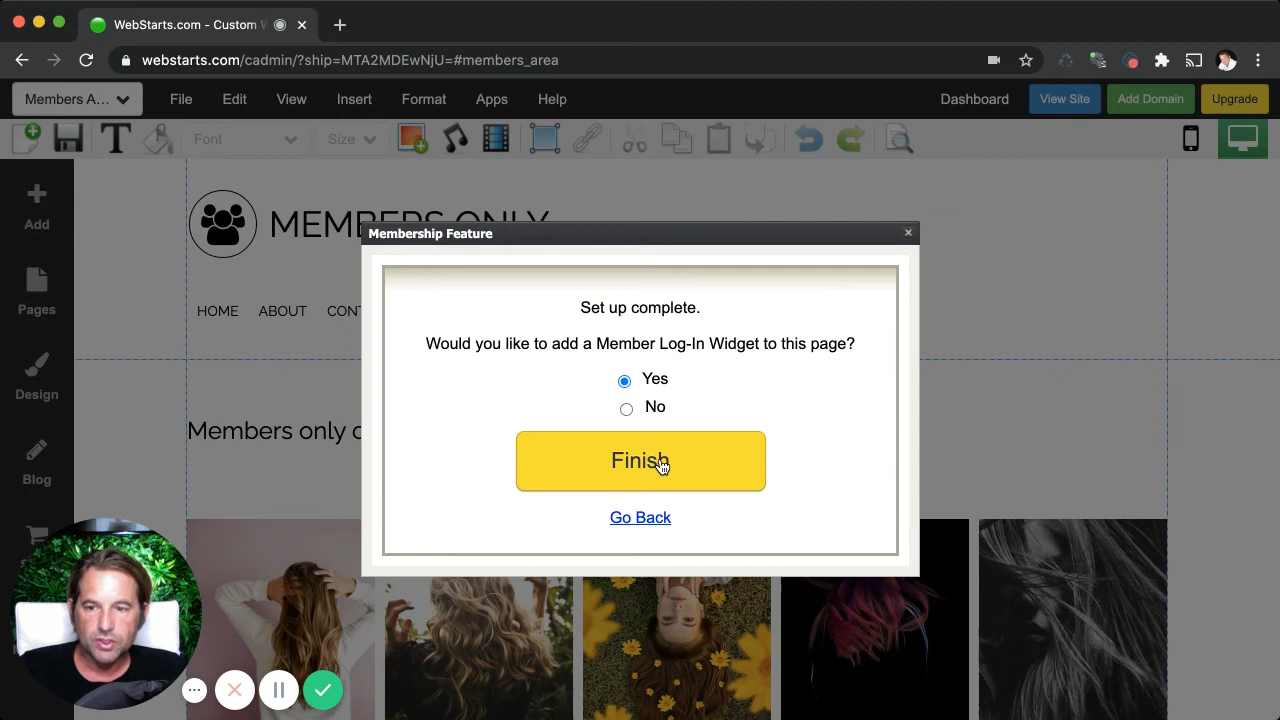 WebStarts.com - Custom W
webstarts.com/cadmin/?ship=MTA2MDEwNjU=#members_area
Members A...
File
Edit
View
Insert
Format
Apps
Help
Dashboard
View Site
Add Domain
Upgrade
T
Font
Size
Add
Pages
Design
Blog
MEMBERS ONLY
HOME
ABOUT
CONT
Members only c
Membership Feature
Set up complete.
Would you like to add a Member Log-In Widget to this page?
Yes
No
Finish
Go Back